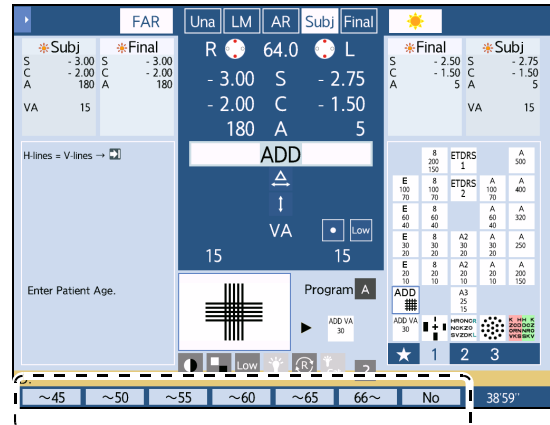 FAR
Una LM AR Subj Final
Subj Final
S - 3.00 S - 3.00
C - 2.00 C - 2.00
A 180 A 180
VA 15
R 64.0 L
- 3.00 S - 2.75
- 2.00 C - 1.50
180 A 5
ADD
VA Low
15 15
Final Subj
S - 2.50 S - 2.75
C - 1.50 C - 1.50
A 5 A 5
VA 15
H-lines = V-lines →
Enter Patient Age.
Program A
ADD VA
30
Low R
8 200 150 ETDRS 1 A 500
E 100 70 8 100 70 ETDRS 2 A 100 70 A 400
E 60 40 8 60 40 A 60 40 A 320
E 30 20 8 30 20 A2 30 20 A 30 20 A 250
E 20 10 8 20 10 A2 20 10 A 20 10 A 200 150
ADD A3 25 15
ADD VA 30 HRONCR NOKZO SVZDKL K HH K ZCOOCZ ORNNRO VKSSKV
1 2 3
~45 ~50 ~55 ~60 ~65 66~ No 38'59"